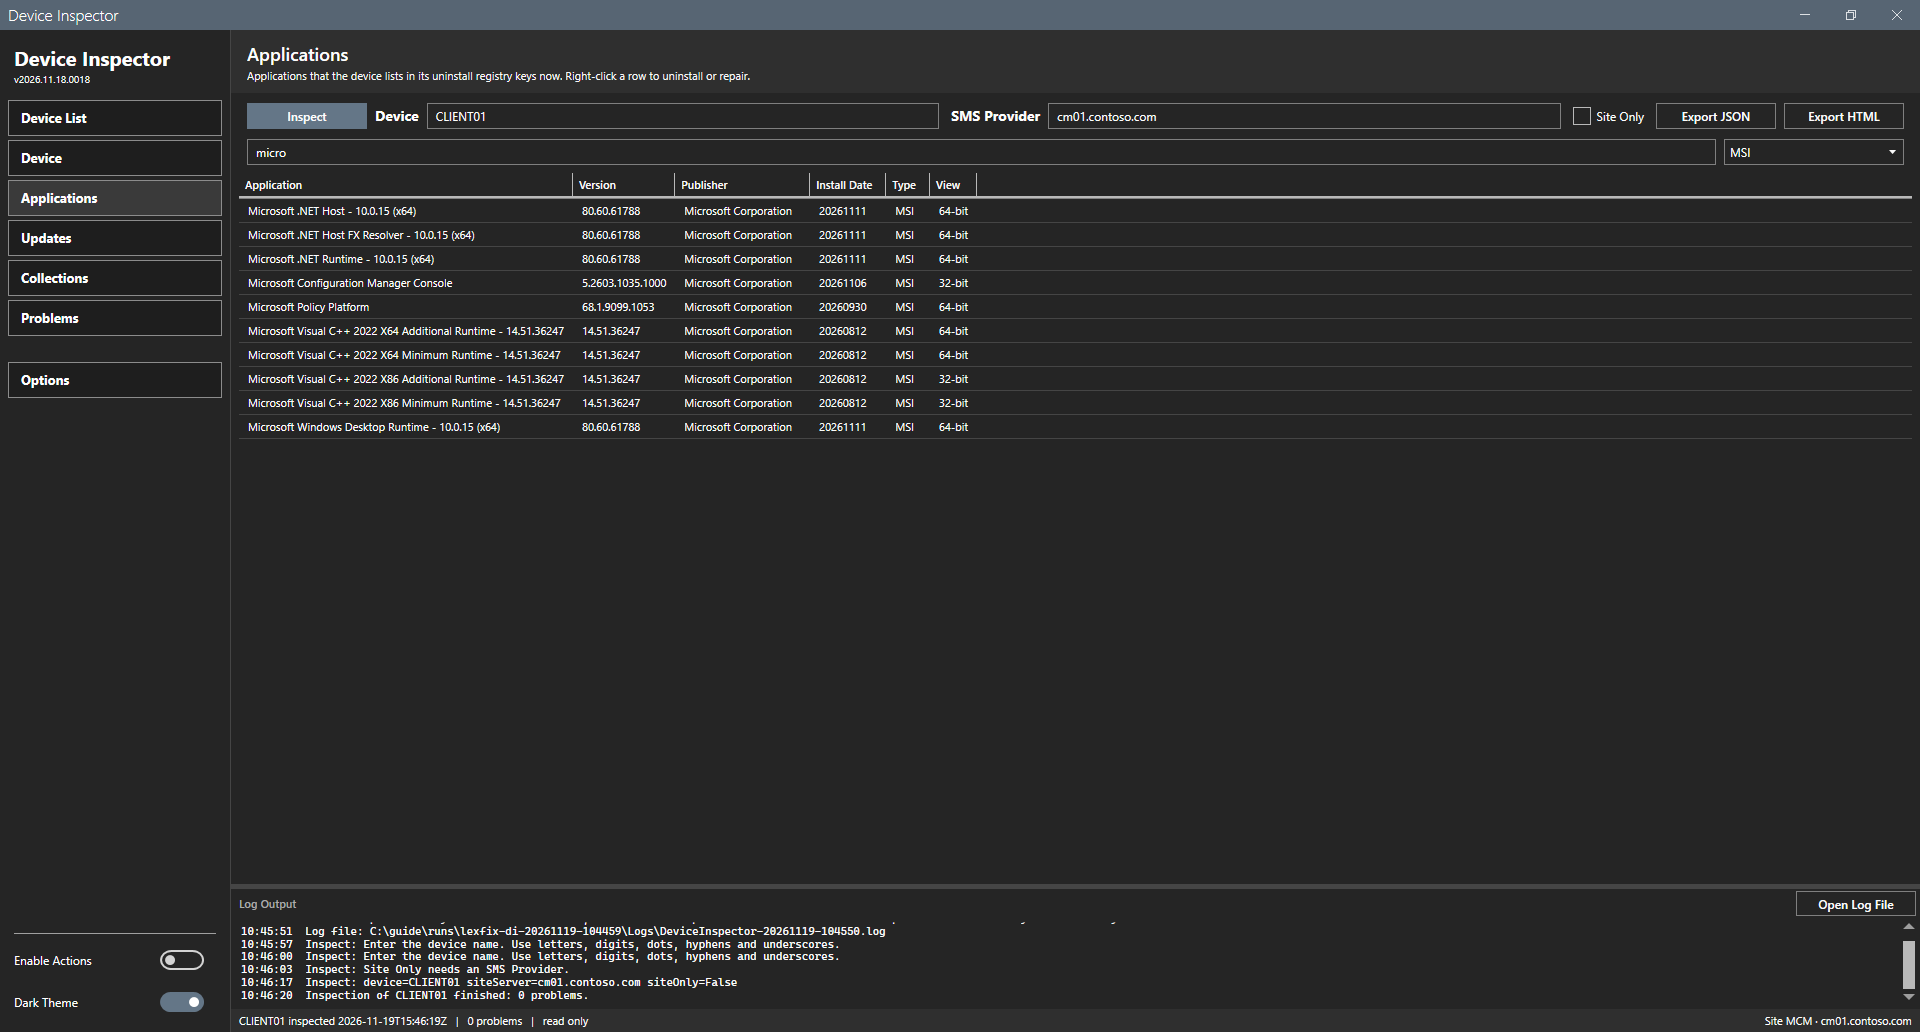 Device Inspector
Device Inspector
v2026.11.18.0018
Device List
Device
Applications
Updates
Collections
Problems
Options
Enable Actions
Dark Theme
Applications
Applications that the device lists in its uninstall registry keys now. Right-click a row to uninstall or repair.
Inspect Device CLIENT01 SMS Provider cm01.contoso.com Site Only Export JSON Export HTML
micro MSI
Application Version Publisher Install Date Type View
Microsoft .NET Host - 10.0.15 (x64) 80.60.61788 Microsoft Corporation 20261111 MSI 64-bit
Microsoft .NET Host FX Resolver - 10.0.15 (x64) 80.60.61788 Microsoft Corporation 20261111 MSI 64-bit
Microsoft .NET Runtime - 10.0.15 (x64) 80.60.61788 Microsoft Corporation 20261111 MSI 64-bit
Microsoft Configuration Manager Console 5.2603.1035.1000 Microsoft Corporation 20261106 MSI 32-bit
Microsoft Policy Platform 68.1.9099.1053 Microsoft Corporation 20260930 MSI 64-bit
Microsoft Visual C++ 2022 X64 Additional Runtime - 14.51.36247 14.51.36247 Microsoft Corporation 20260812 MSI 64-bit
Microsoft Visual C++ 2022 X64 Minimum Runtime - 14.51.36247 14.51.36247 Microsoft Corporation 20260812 MSI 64-bit
Microsoft Visual C++ 2022 X86 Additional Runtime - 14.51.36247 14.51.36247 Microsoft Corporation 20260812 MSI 32-bit
Microsoft Visual C++ 2022 X86 Minimum Runtime - 14.51.36247 14.51.36247 Microsoft Corporation 20260812 MSI 32-bit
Microsoft Windows Desktop Runtime - 10.0.15 (x64) 80.60.61788 Microsoft Corporation 20261111 MSI 64-bit
Log Output Open Log File
10:45:51 Log file: C:\guide\runs\lexfix-di-20261119-104459\Logs\DeviceInspector-20261119-104550.log
10:45:57 Inspect: Enter the device name. Use letters, digits, dots, hyphens and underscores.
10:46:00 Inspect: Enter the device name. Use letters, digits, dots, hyphens and underscores.
10:46:03 Inspect: Site Only needs an SMS Provider.
10:46:17 Inspect: device=CLIENT01 siteServer=cm01.contoso.com siteOnly=False
10:46:20 Inspection of CLIENT01 finished: 0 problems.
CLIENT01 inspected 2026-11-19T15:46:19Z | 0 problems | read only
Site MCM · cm01.contoso.com